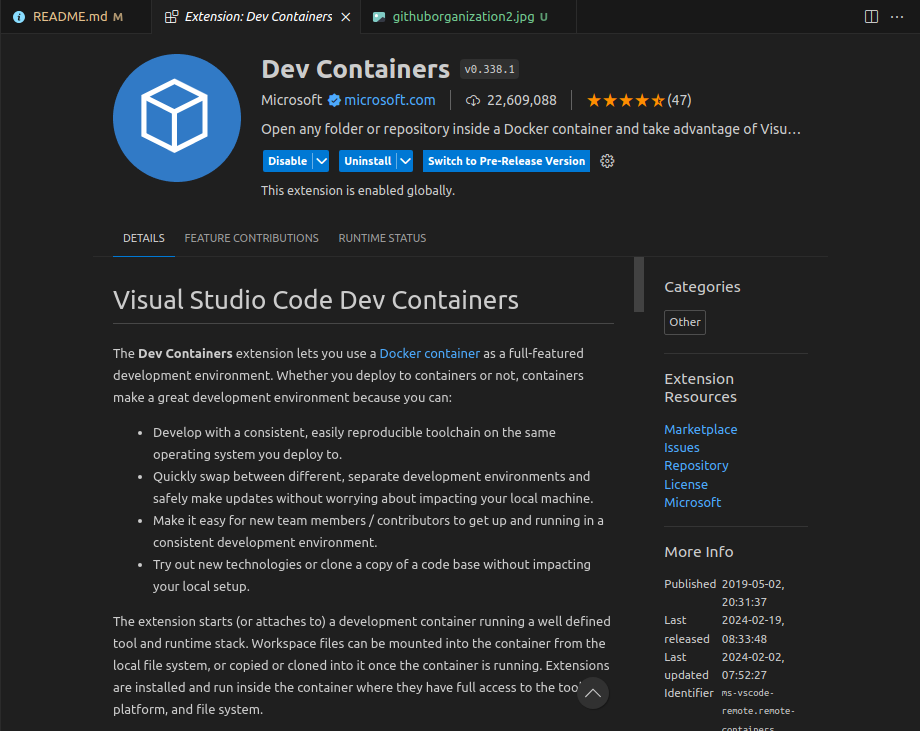 README.md M
Extension: Dev Containers
githuborganization2.jpg U
Dev Containers v0.338.1
Microsoft microsoft.com 22,609,088 (47)
Open any folder or repository inside a Docker container and take advantage of Visu…
Disable Uninstall Switch to Pre-Release Version
This extension is enabled globally.
DETAILS FEATURE CONTRIBUTIONS RUNTIME STATUS
Visual Studio Code Dev Containers
The Dev Containers extension lets you use a Docker container as a full-featured
development environment. Whether you deploy to containers or not, containers
make a great development environment because you can:
• Develop with a consistent, easily reproducible toolchain on the same
operating system you deploy to.
• Quickly swap between different, separate development environments and
safely make updates without worrying about impacting your local machine.
• Make it easy for new team members / contributors to get up and running in a
consistent development environment.
• Try out new technologies or clone a copy of a code base without impacting
your local setup.
The extension starts (or attaches to) a development container running a well defined
tool and runtime stack. Workspace files can be mounted into the container from the
local file system, or copied or cloned into it once the container is running. Extensions
are installed and run inside the container where they have full access to the
platform, and file system.
Categories
Other
Extension
Resources
Marketplace
Issues
Repository
License
Microsoft
More Info
Published 2019-05-02,
20:31:37
Last 2024-02-19,
released 08:33:48
Last 2024-02-02,
updated 07:52:27
Identifier ms-vscode-
remote.remote-
containers